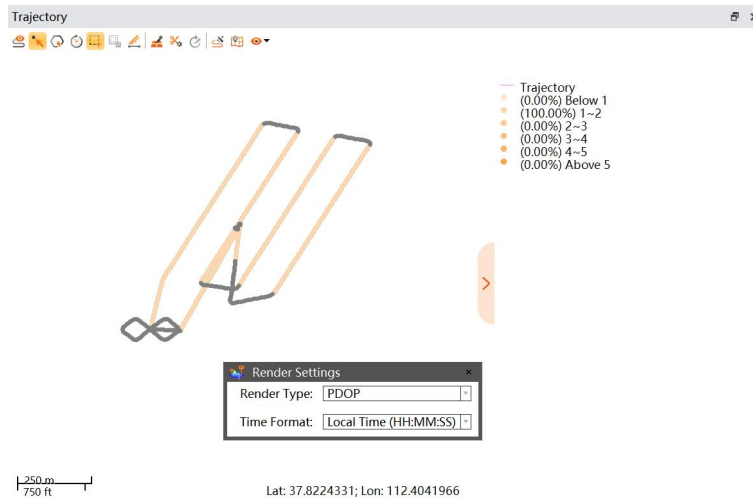 Trajectory
Trajectory
(0.00%) Below 1
(100.00%) 1~2
(0.00%) 2~3
(0.00%) 3~4
(0.00%) 4~5
(0.00%) Above 5
Render Settings
Render Type: PDOP
Time Format: Local Time (HH:MM:SS)
250 m
750 ft
Lat: 37.8224331; Lon: 112.4041966